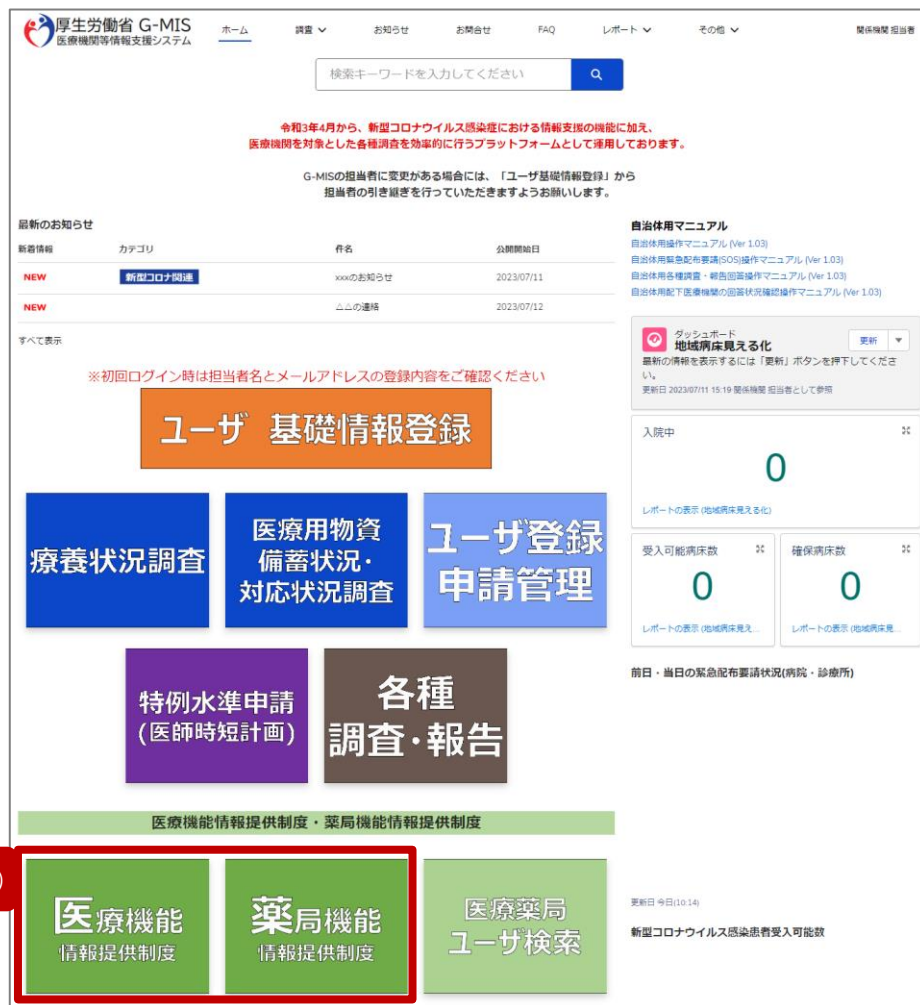 厚生労働省 G-MIS
医療機関等情報支援システム
ホーム 調査 お知らせ お問合せ FAQ レポート その他 関係機関 担当者
検索キーワードを入力してください
令和3年4月から、新型コロナウイルス感染症における情報支援の機能に加え、
医療機関を対象とした各種調査を効率的に行うプラットフォームとして運用しております。
G-MISの担当者に変更がある場合には、「ユーザ基礎情報登録」から
担当者の引き継ぎを行っていただきますようお願いします。
最新のお知らせ
新着情報 カテゴリ 件名 公開開始日
NEW 新型コロナ関連 xxxのお知らせ 2023/07/11
NEW △△の連絡 2023/07/12
すべて表示
※初回ログイン時は担当者名とメールアドレスの登録内容をご確認ください
ユーザ 基礎情報登録
療養状況調査
医療用物資
備蓄状況・
対応状況調査
ユーザ登録
申請管理
特例水準申請
(医師時短計画)
各種
調査・報告
医療機能情報提供制度・薬局機能情報提供制度
医療機能
情報提供制度
薬局機能
情報提供制度
医療薬局
ユーザ検索
自治体用マニュアル
自治体用操作マニュアル (Ver 1.03)
自治体用緊急配布要請(SOS)操作マニュアル (Ver 1.03)
自治体用各種調査・報告回答操作マニュアル (Ver 1.03)
自治体用配下医療機関の回答状況確認操作マニュアル (Ver 1.03)
ダッシュボード
地域病床見える化
更新
最新の情報を表示するには「更新」ボタンを押下してくださ
い。
更新日 2023/07/11 15:19 関係機関 担当者として参照
入院中
0
レポートの表示 (地域病床見える化)
受入可能病床数
0
レポートの表示 (地域病床見え...
確保病床数
0
レポートの表示 (地域病床見...
前日・当日の緊急配布要請状況(病院・診療所)
更新日 今日(10:14)
新型コロナウイルス感染患者受入可能数